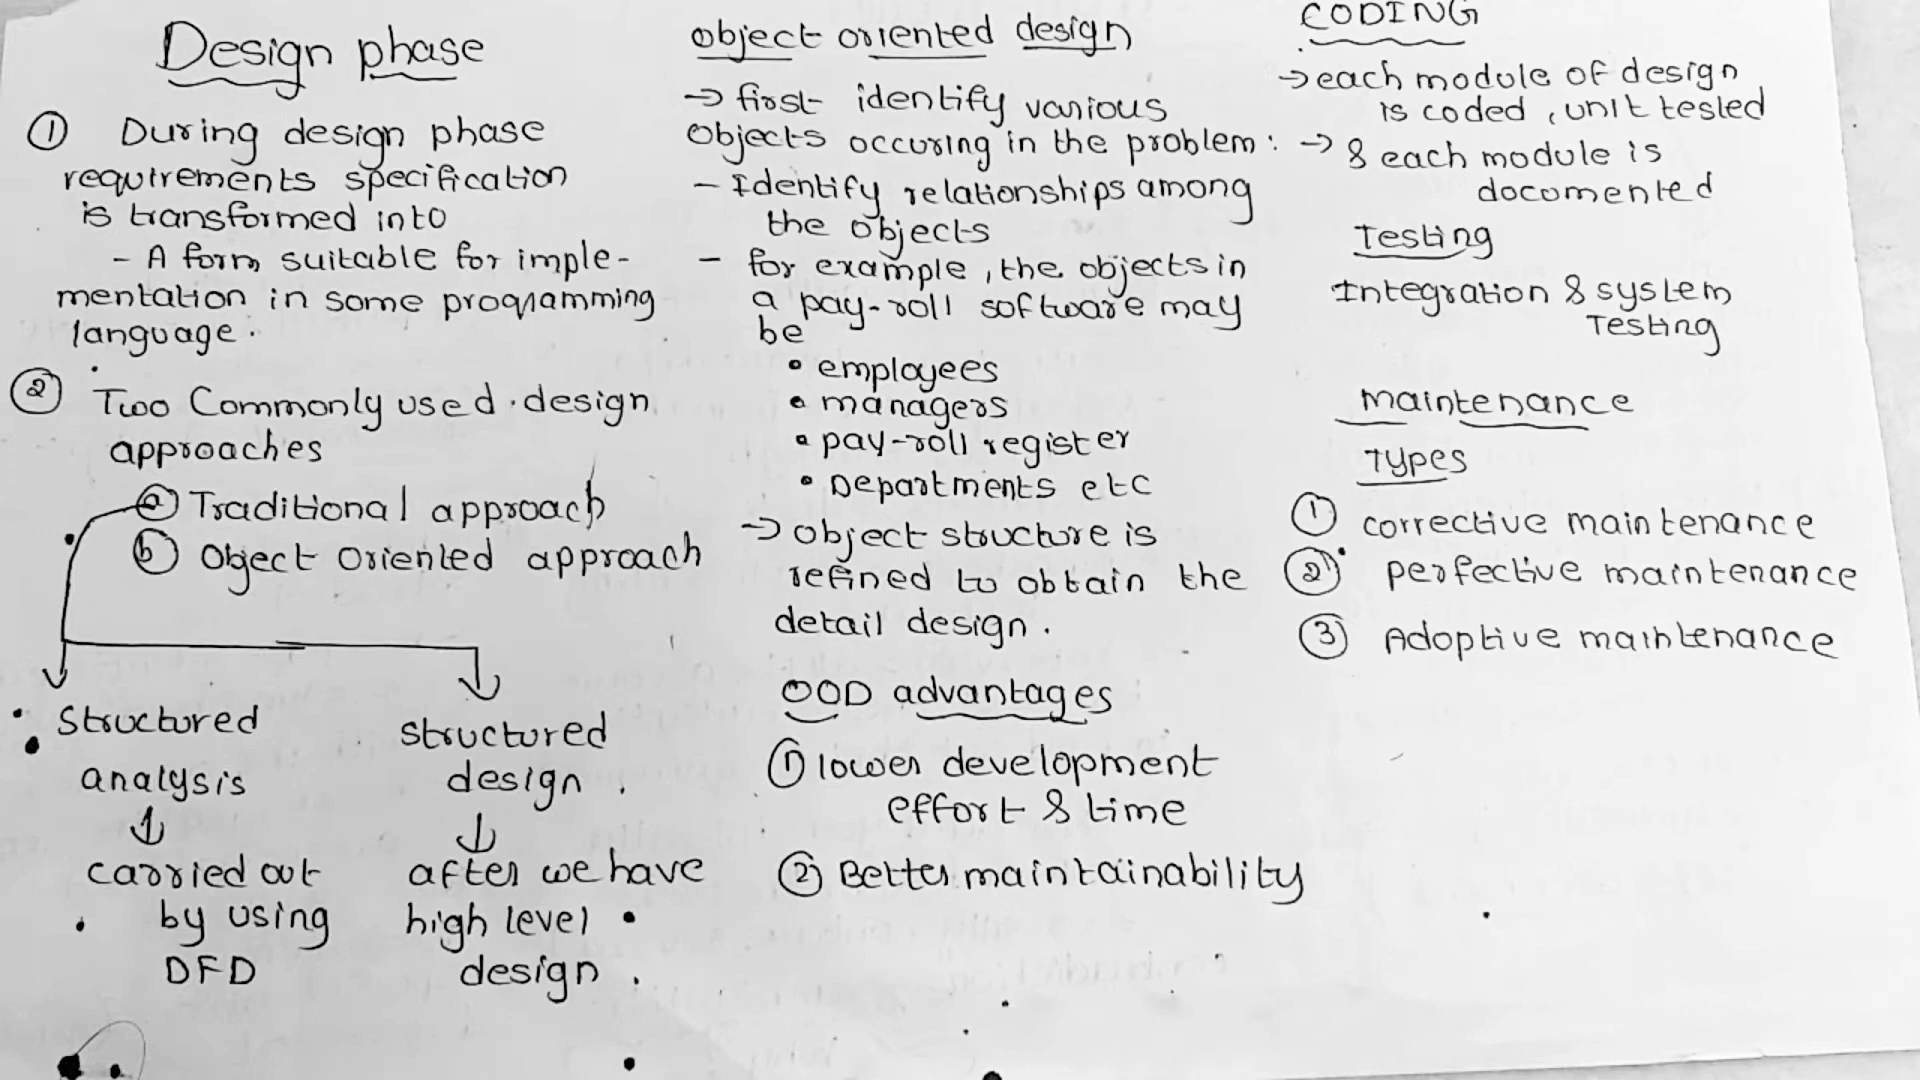 Design phase
① During design phase
requirements specification
is transformed into
- A form suitable for imple-
mentation in some programming
language.
② Two Commonly used design
approaches
ⓐ Traditional approach
ⓑ Object Oriented approach
Structured
analysis
↓
carried out
by using
DFD
structured
design.
↓
after we have
high level
design.
object oriented design
→ first identify various
Objects occuring in the problem:
- Identify relationships among
the objects
- for example, the objects in
a pay-roll software may
be
• employees
• managers
• pay-roll register
• Departments etc
→ object structure is
refined to obtain the
detail design.
OOD advantages
① lower development
effort & time
② Better maintainability
CODING
→ each module of design
is coded, unit tested
→ & each module is
documented
Testing
Integration & system
Testing
maintenance
Types
① corrective maintenance
② perfective maintenance
③ Adoptive maintenance